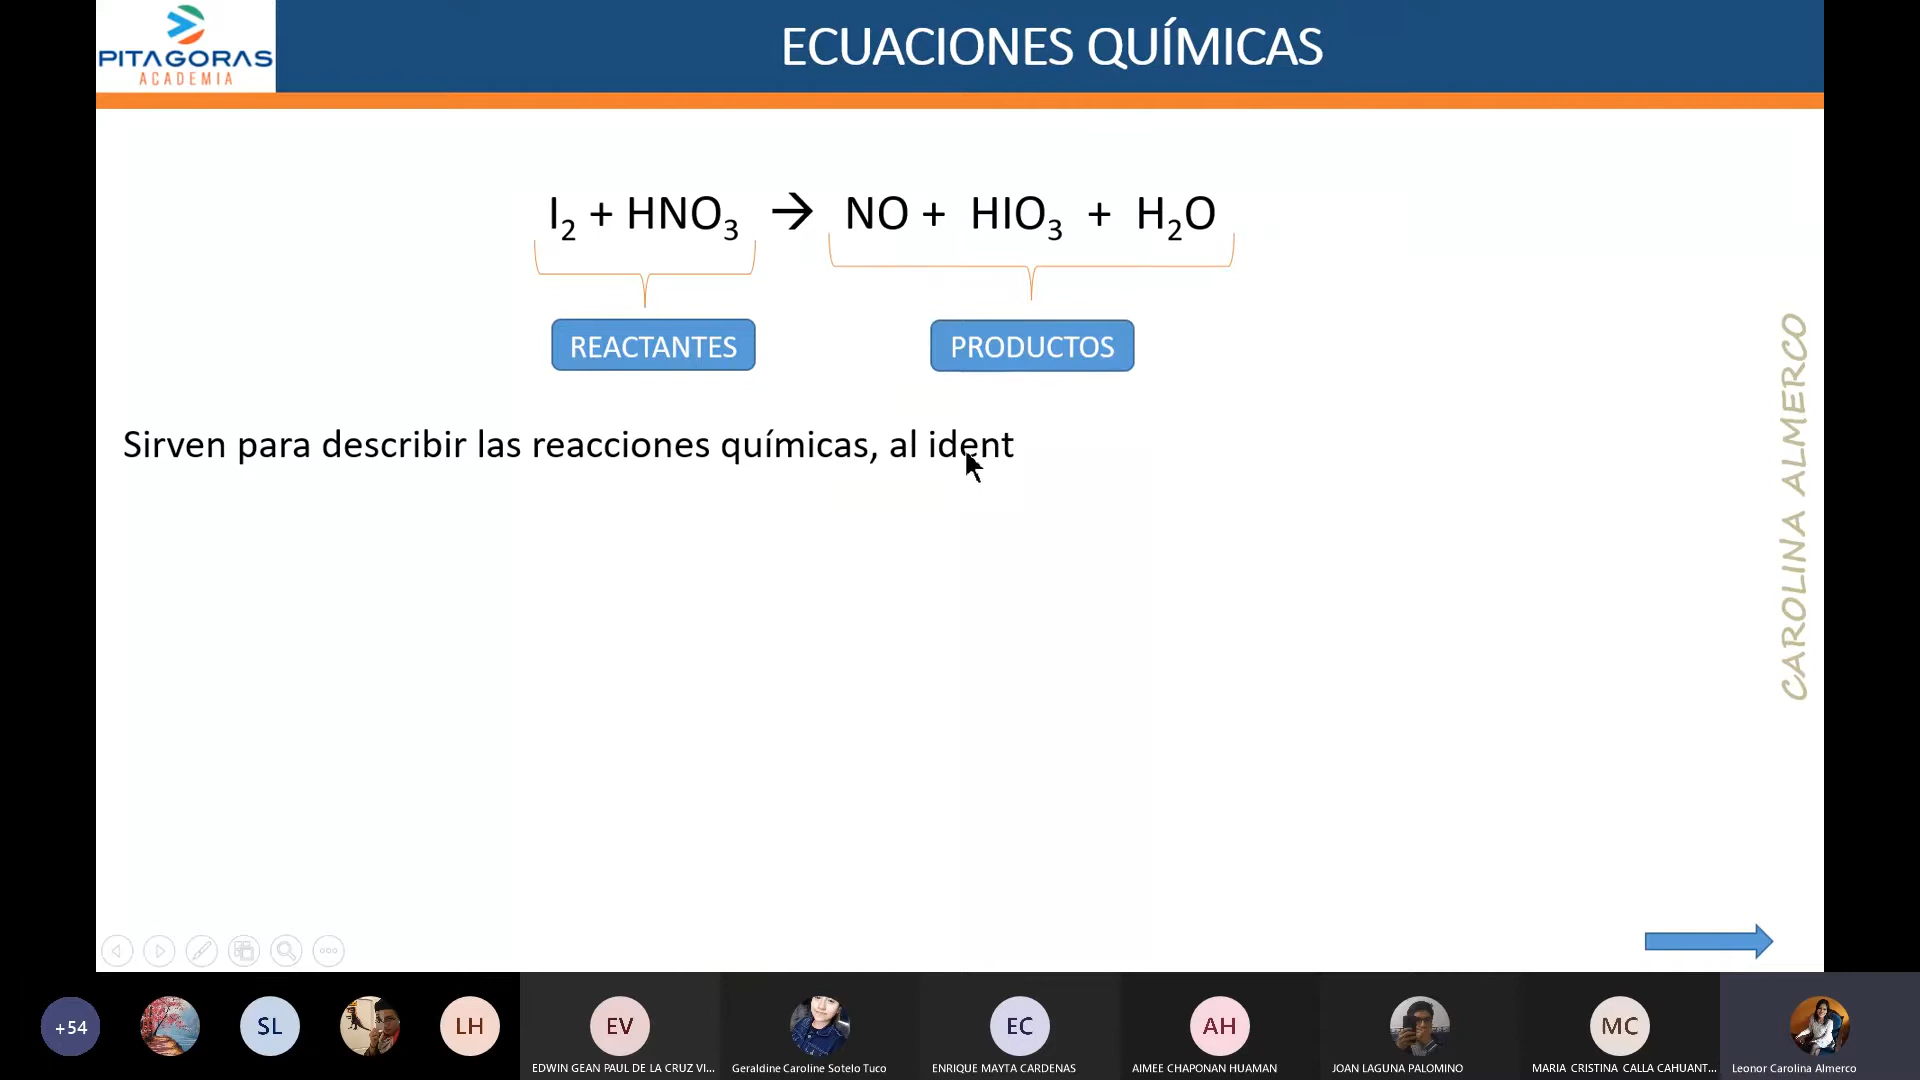 PITAGORAS
ACADEMIA
ECUACIONES QUÍMICAS
I₂ + HNO₃ → NO + HIO₃ + H₂O
REACTANTES
PRODUCTOS
Sirven para describir las reacciones químicas, al ident
CAROLINA ALMERCO
+54
SL
LH
EV
EC
AH
MC
EDWIN GEAN PAUL DE LA CRUZ VI...
Geraldine Caroline Sotelo Tuco
ENRIQUE MAYTA CARDENAS
AIMEE CHAPONAN HUAMAN
JOAN LAGUNA PALOMINO
MARIA CRISTINA CALLA CAHUANT...
Leonor Carolina Almerco